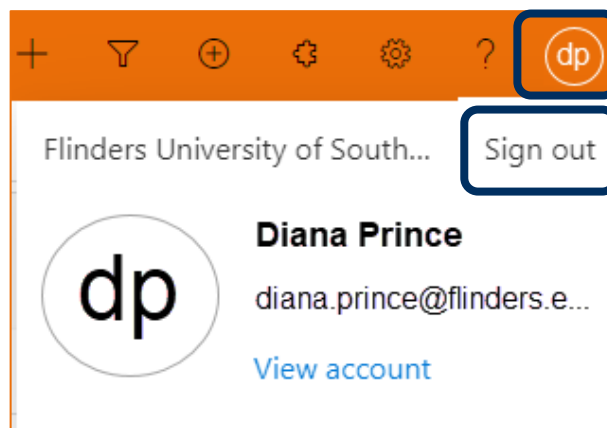 ? dp
Flinders University of South... Sign out
Diana Prince
dp
diana.prince@flinders.e...
View account